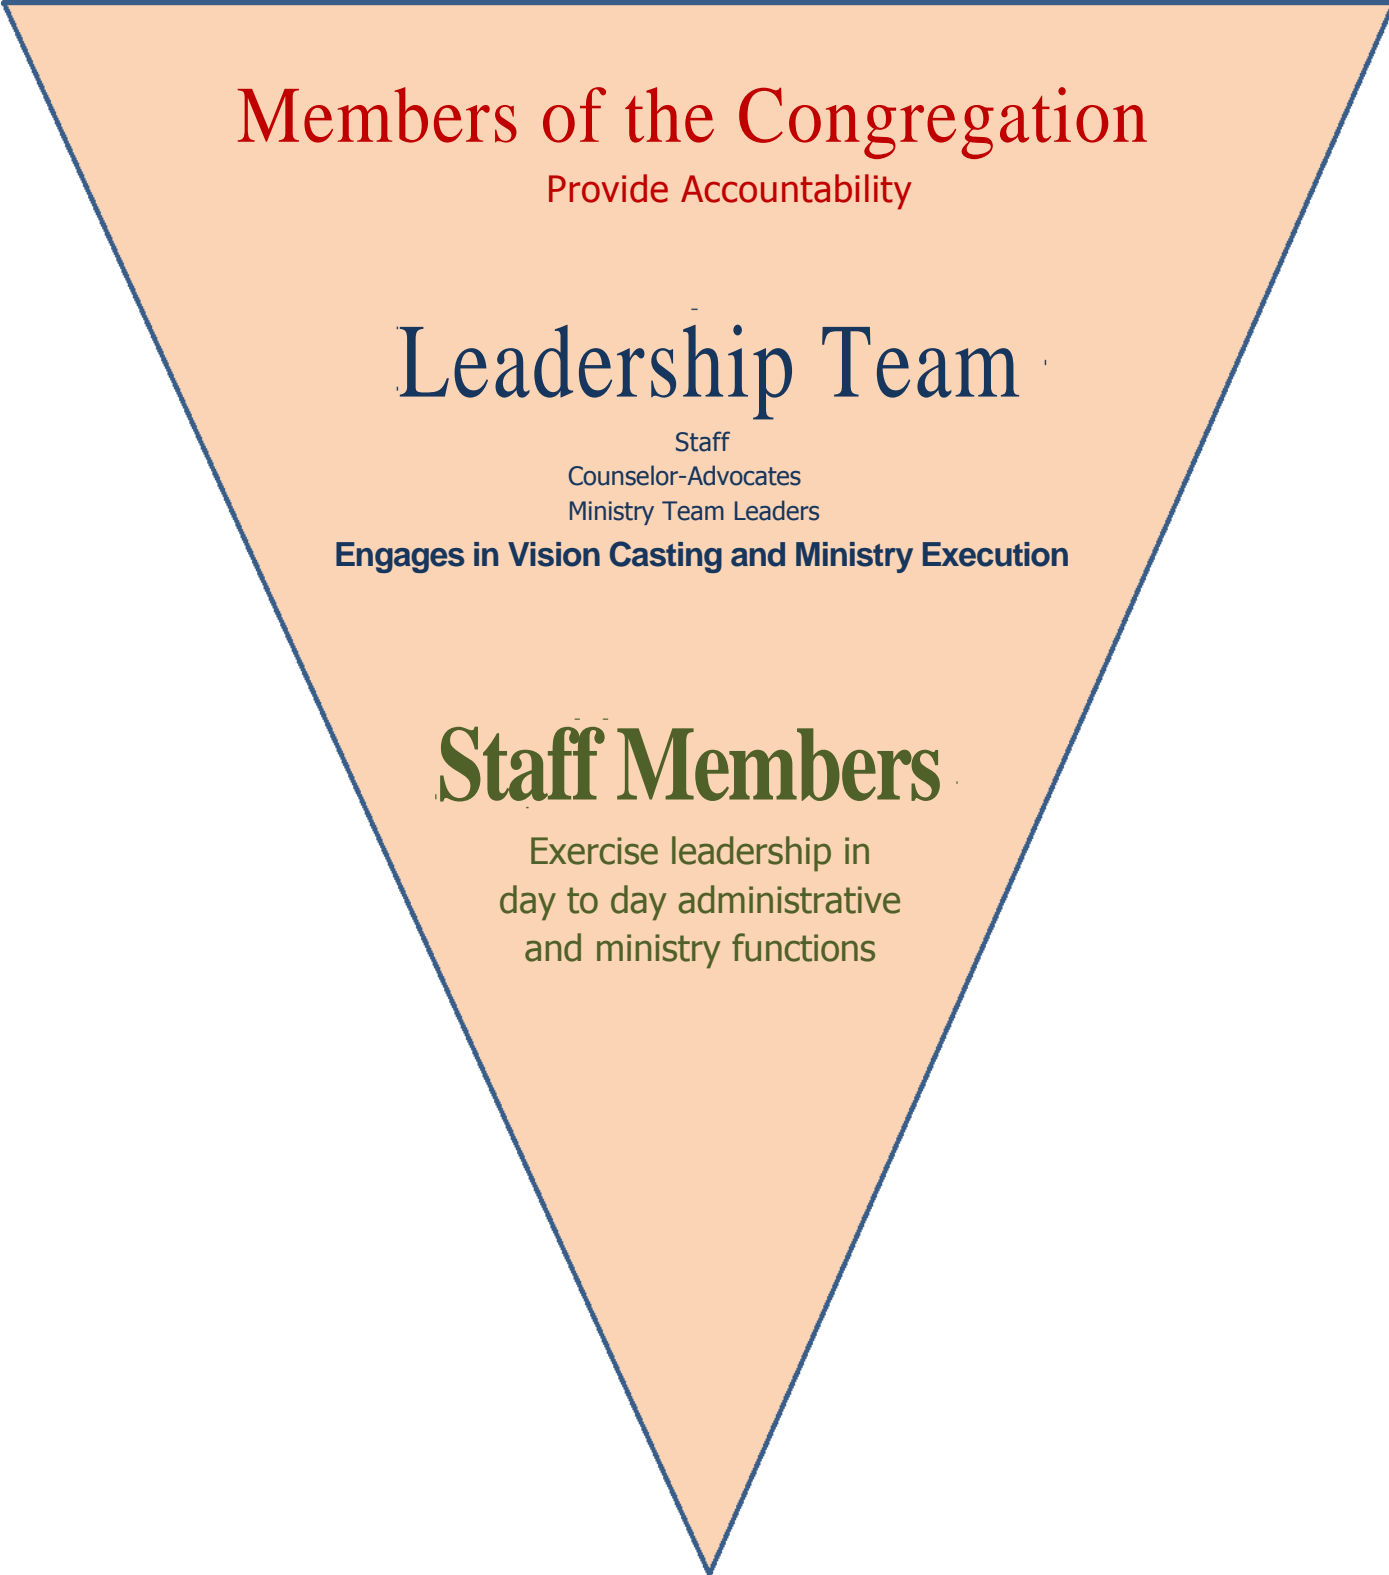 Members of the Congregation
Provide Accountability
Leadership Team
Staff
Counselor-Advocates
Ministry Team Leaders
Engages in Vision Casting and Ministry Execution
Staff Members
Exercise leadership in
day to day administrative
and ministry functions